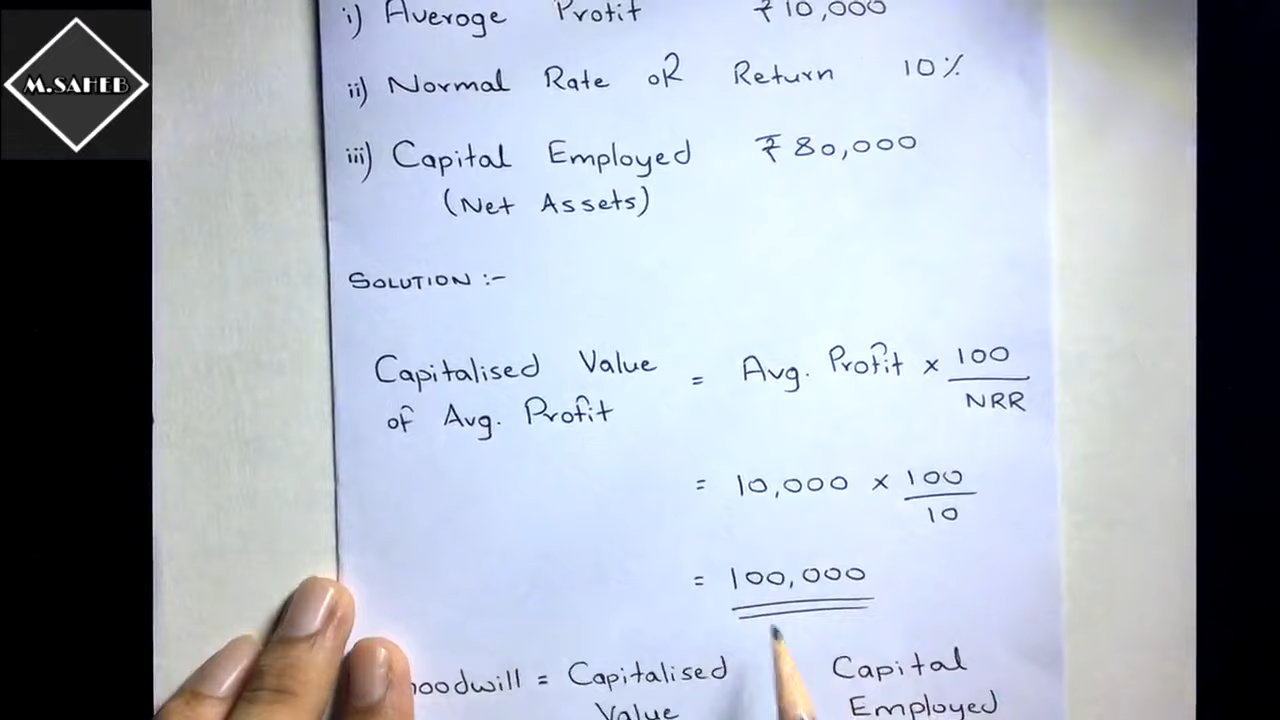 M.SAHEB
i) Average Profit ₹10,000
ii) Normal Rate of Return 10%
iii) Capital Employed ₹80,000
(Net Assets)
SOLUTION :-
Capitalised Value of Avg. Profit = Avg. Profit × 100/NRR
= 10,000 × 100/10
= 100,000
oodwill = Capitalised Value Capital Employed